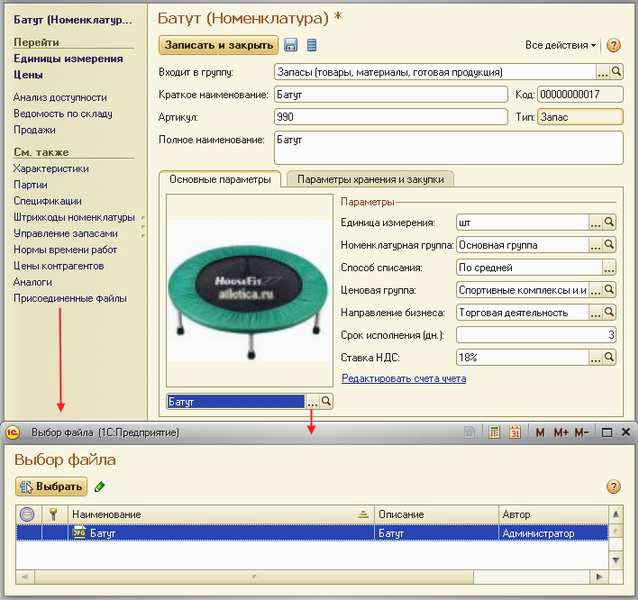 Батут (Номенклатур...
Перейти
Единицы измерения
Цены
Анализ доступности
Ведомость по складу
Продажи
См. также
Характеристики
Партии
Спецификации
Штрихкоды номенклатуры
Управление запасами
Нормы времени работ
Цены контрагентов
Аналоги
Присоединенные файлы
Батут (Номенклатура) *
Записать и закрыть
Все действия
Входит в группу: Запасы (товары, материалы, готовая продукция)
Краткое наименование: Батут Код: 00000000017
Артикул: 990 Тип: Запас
Полное наименование: Батут
Основные параметры Параметры хранения и закупки
HouseFit
atletica.ru
Батут
Параметры
Единица измерения: шт
Номенклатурная группа: Основная группа
Способ списания: По средней
Ценовая группа: Спортивные комплексы и и
Направление бизнеса: Торговая деятельность
Срок исполнения (дн.): 3
Ставка НДС: 18%
Редактировать счета учета
Выбор файла (1С:Предприятие) M M+ M-
Выбор файла
Выбрать
Наименование Описание Автор
Батут Батут Администратор